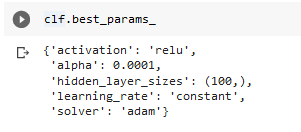 clf.best_params_
{'activation': 'relu',
'alpha': 0.0001,
'hidden_layer_sizes': (100,),
'learning_rate': 'constant',
'solver': 'adam'}